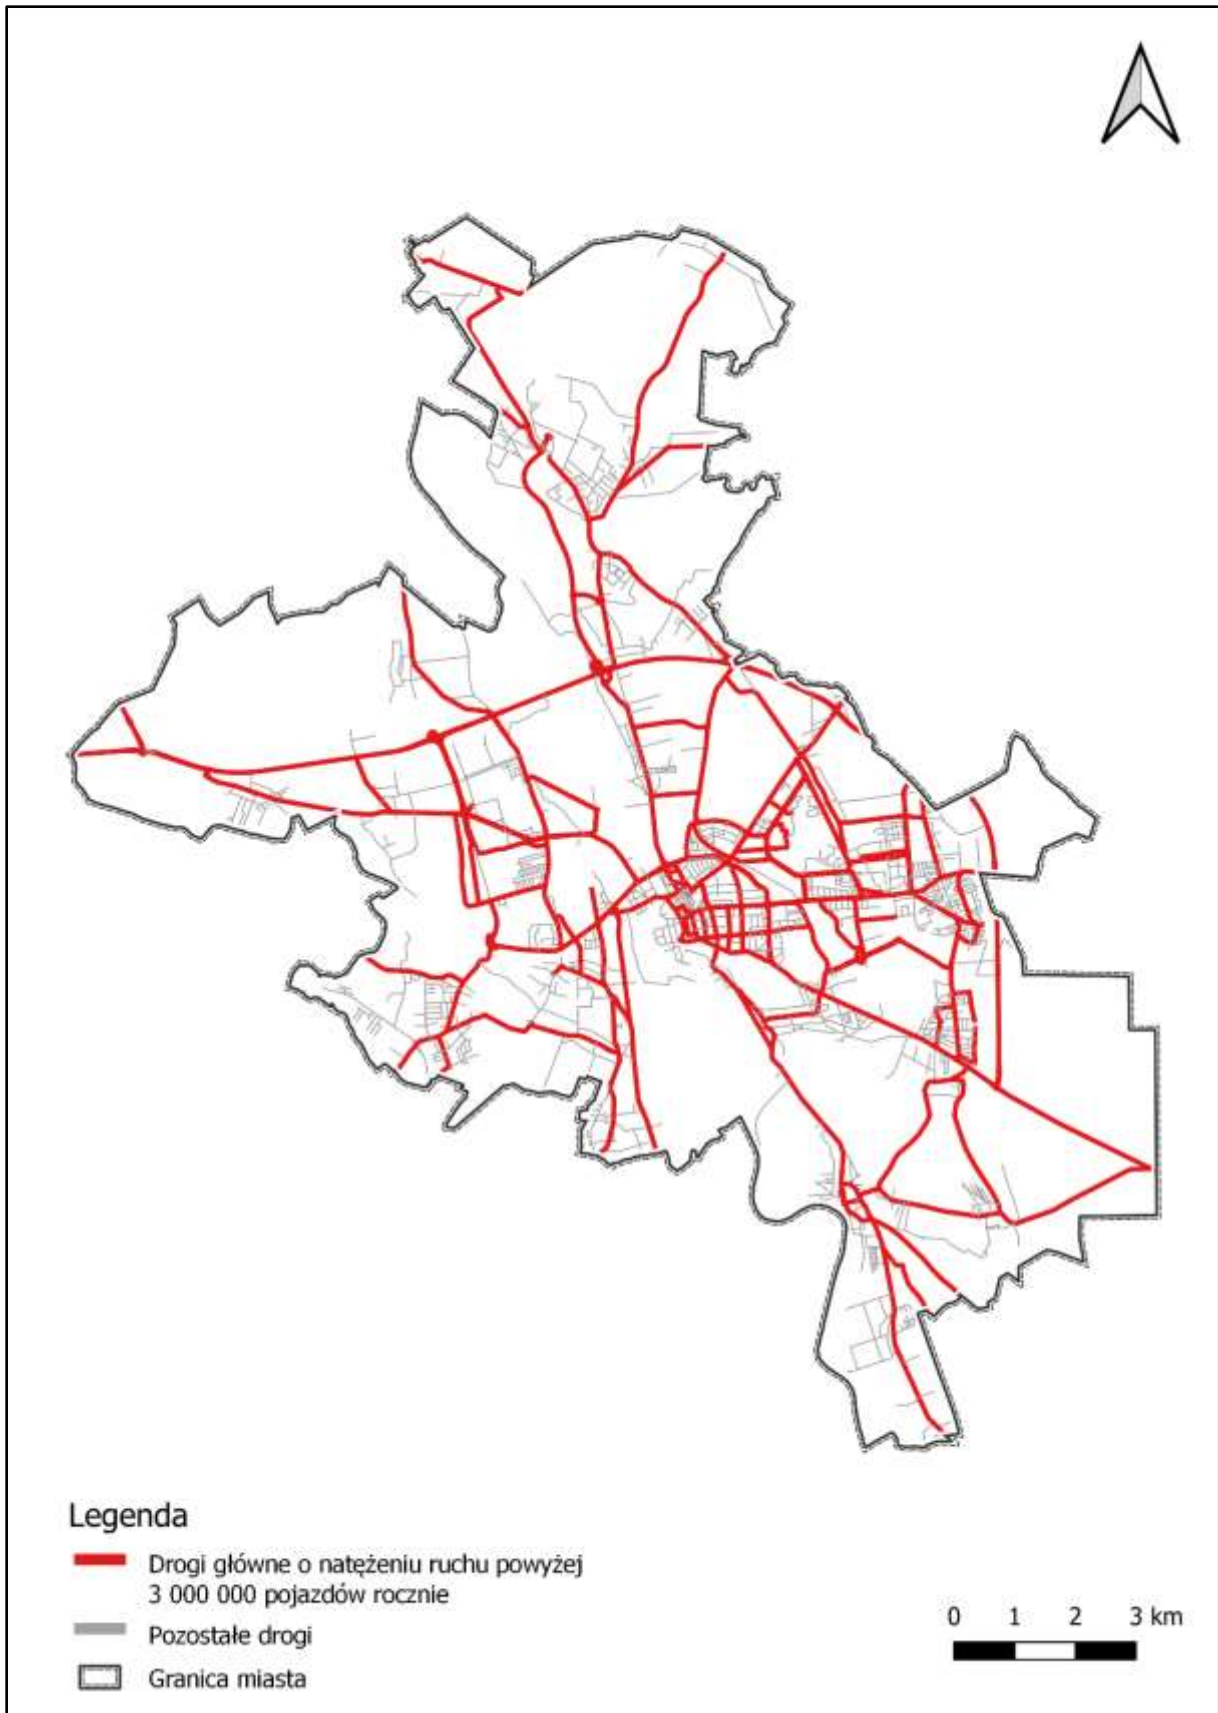 Legenda
Drogi główne o natężeniu ruchu powyżej
3 000 000 pojazdów rocznie
Pozostałe drogi
Granica miasta
0 1 2 3 km